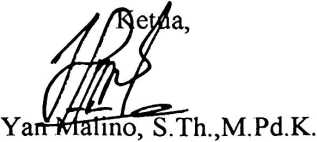 Ketua,
Yan Malino, S.Th.,M.Pd.K.